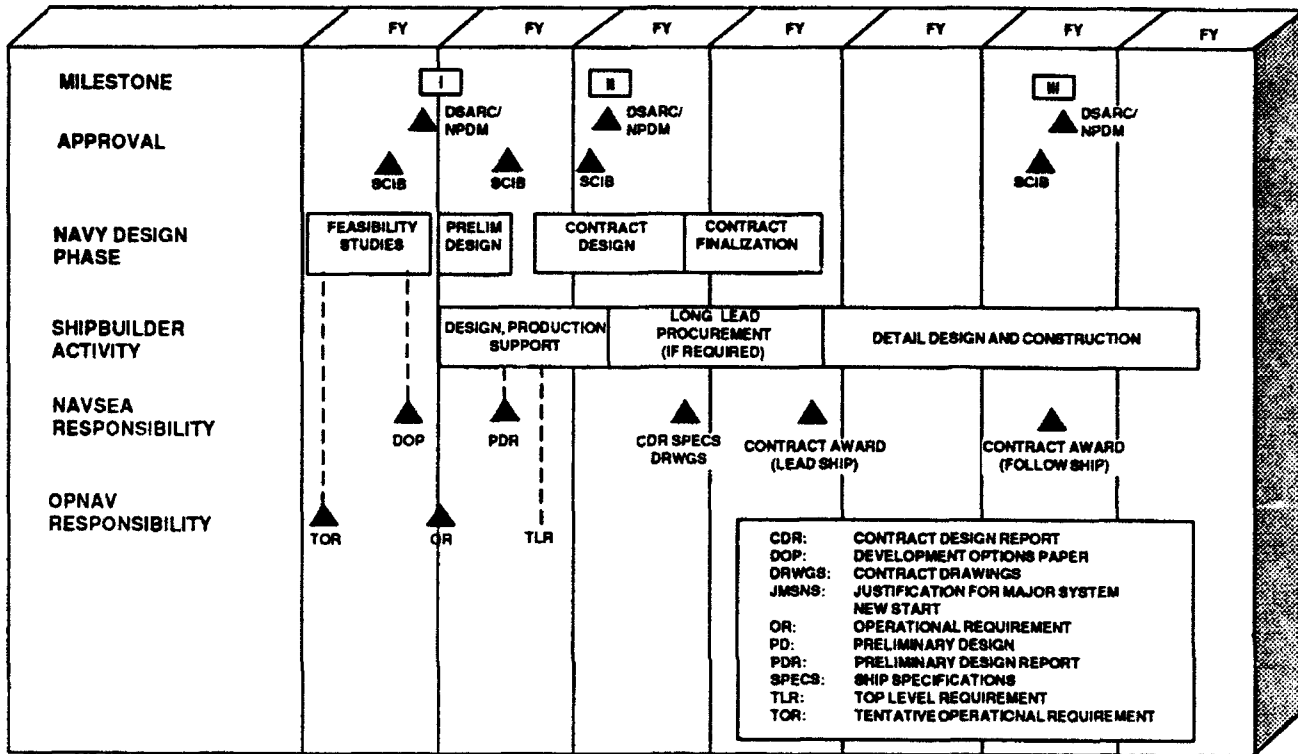 FY FY FY FY FY FY FY
MILESTONE
I II III
APPROVAL
DSARC/
NPDM
DSARC/
NPDM
DSARC/
NPDM
SCIB SCIB SCIB SCIB
NAVY DESIGN
PHASE
FEASIBILITY
STUDIES
PRELIM
DESIGN
CONTRACT
DESIGN
CONTRACT
FINALIZATION
SHIPBUILDER
ACTIVITY
DESIGN, PRODUCTION
SUPPORT
LONG LEAD
PROCUREMENT
(IF REQUIRED)
DETAIL DESIGN AND CONSTRUCTION
NAVSEA
RESPONSIBILITY
DOP
PDR
CDR SPECS
DRWGS
CONTRACT AWARD
(LEAD SHIP)
CONTRACT AWARD
(FOLLOW SHIP)
OPNAV
RESPONSIBILITY
TOR OR TLR
CDR: CONTRACT DESIGN REPORT
DOP: DEVELOPMENT OPTIONS PAPER
DRWGS: CONTRACT DRAWINGS
JMSNS: JUSTIFICATION FOR MAJOR SYSTEM
NEW START
OR: OPERATIONAL REQUIREMENT
PD: PRELIMINARY DESIGN
PDR: PRELIMINARY DESIGN REPORT
SPECS: SHIP SPECIFICATIONS
TLR: TOP LEVEL REQUIREMENT
TOR: TENTATIVE OPERATIONAL REQUIREMENT